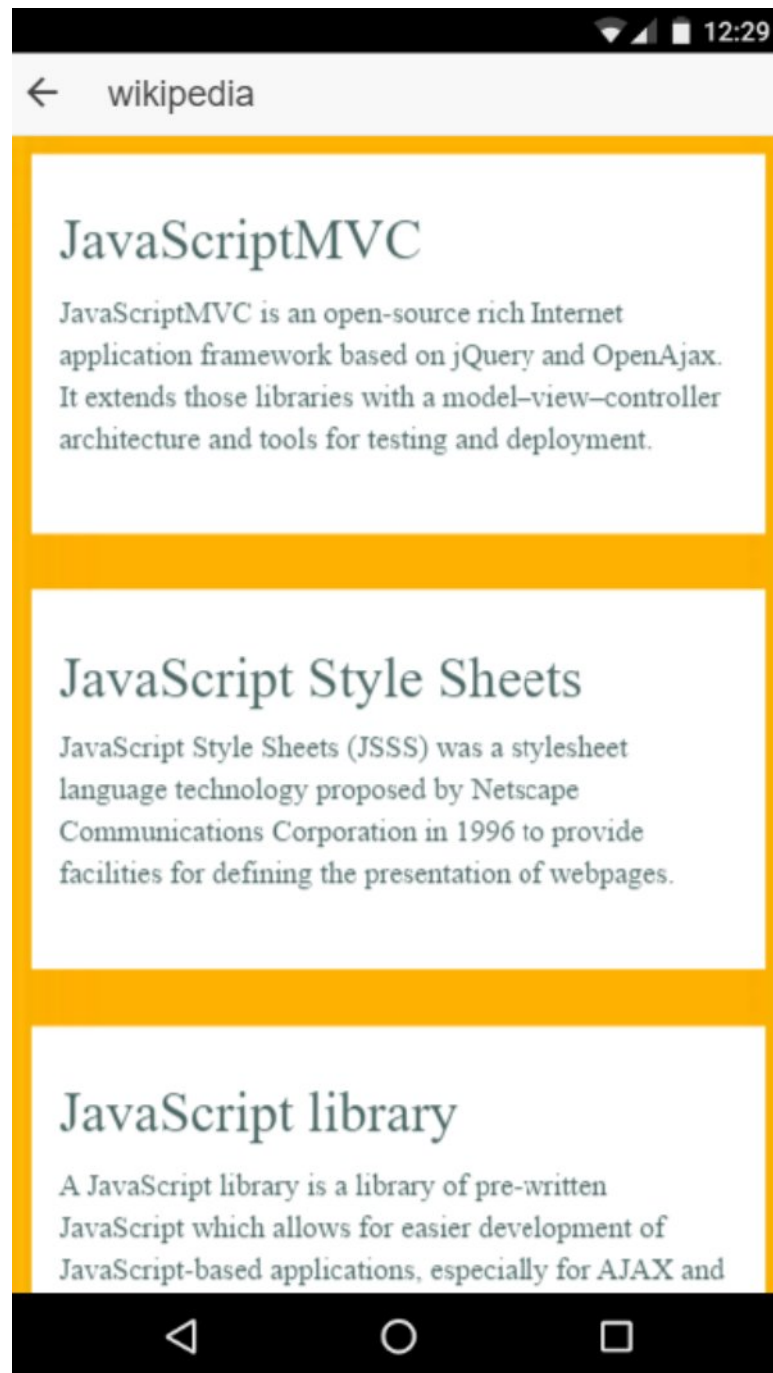 12:29
wikipedia
JavaScriptMVC
JavaScriptMVC is an open-source rich Internet
application framework based on jQuery and OpenAjax.
It extends those libraries with a model–view–controller
architecture and tools for testing and deployment.
JavaScript Style Sheets
JavaScript Style Sheets (JSSS) was a stylesheet
language technology proposed by Netscape
Communications Corporation in 1996 to provide
facilities for defining the presentation of webpages.
JavaScript library
A JavaScript library is a library of pre-written
JavaScript which allows for easier development of
JavaScript-based applications, especially for AJAX and